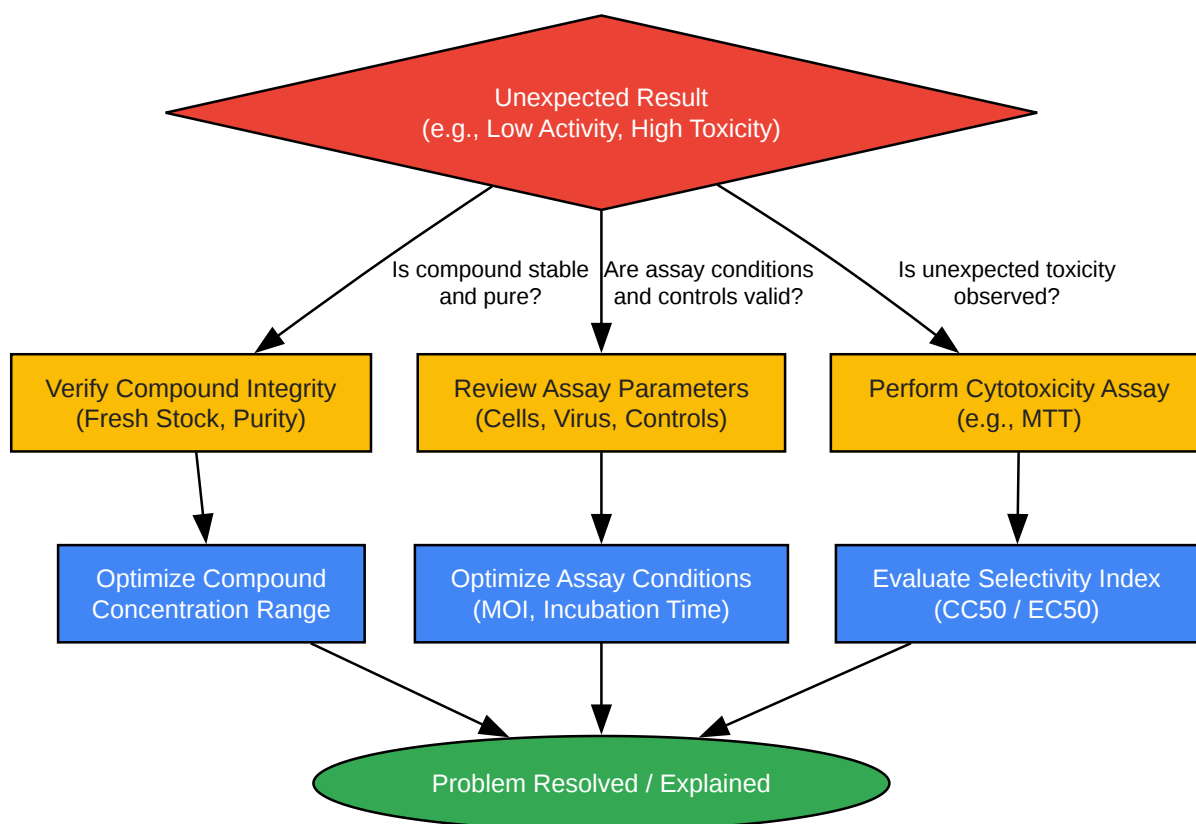 Unexpected Result
(e.g., Low Activity, High Toxicity)
Is compound stable
and pure?
Are assay conditions
and controls valid?
Is unexpected toxicity
observed?
Verify Compound Integrity
(Fresh Stock, Purity)
Review Assay Parameters
(Cells, Virus, Controls)
Perform Cytotoxicity Assay
(e.g., MTT)
Optimize Compound
Concentration Range
Optimize Assay Conditions
(MOI, Incubation Time)
Evaluate Selectivity Index
(CC50 / EC50)
Problem Resolved / Explained